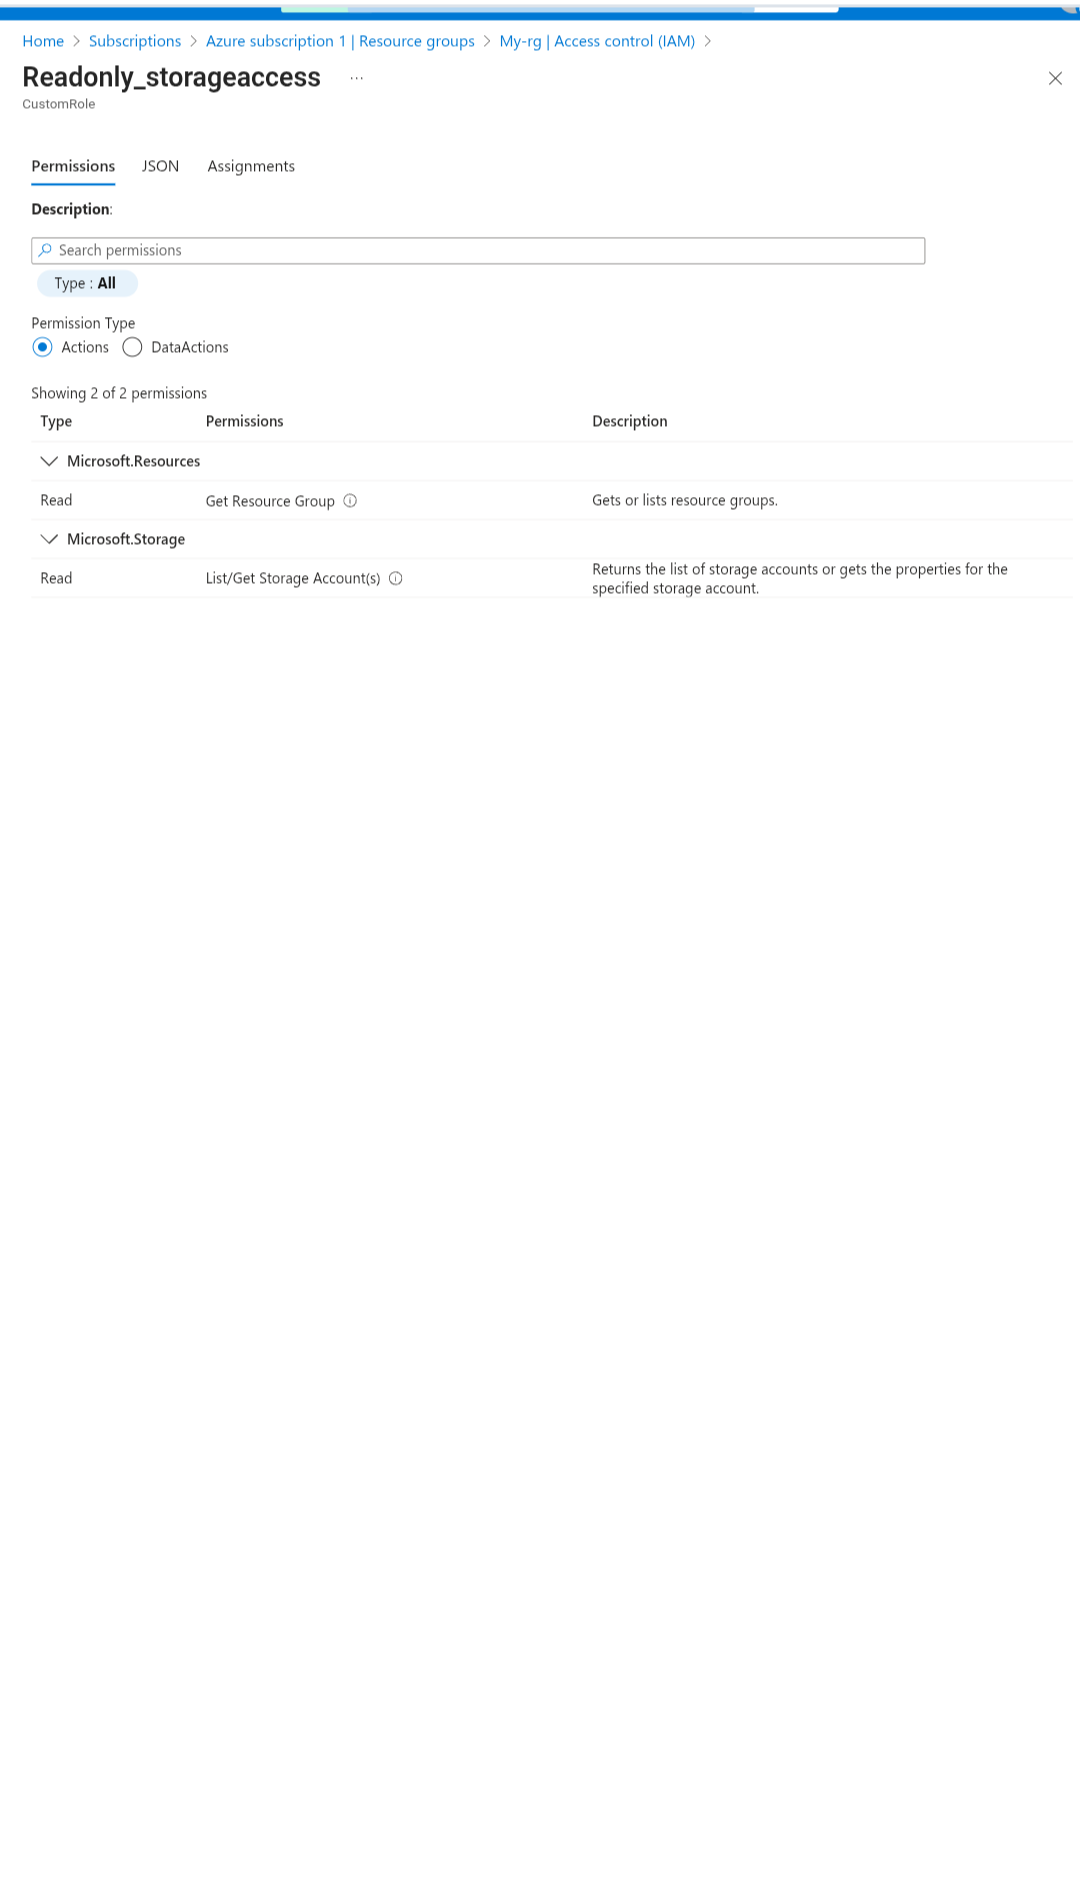 Home > Subscriptions > Azure subscription 1 | Resource groups > My-rg | Access control (IAM) >
Readonly_storageaccess ...
CustomRole
Permissions JSON Assignments
Description:
Search permissions
Type : All
Permission Type
Actions DataActions
Showing 2 of 2 permissions
Type Permissions Description
Microsoft.Resources
Read Get Resource Group Gets or lists resource groups.
Microsoft.Storage
Read List/Get Storage Account(s) Returns the list of storage accounts or gets the properties for the
specified storage account.